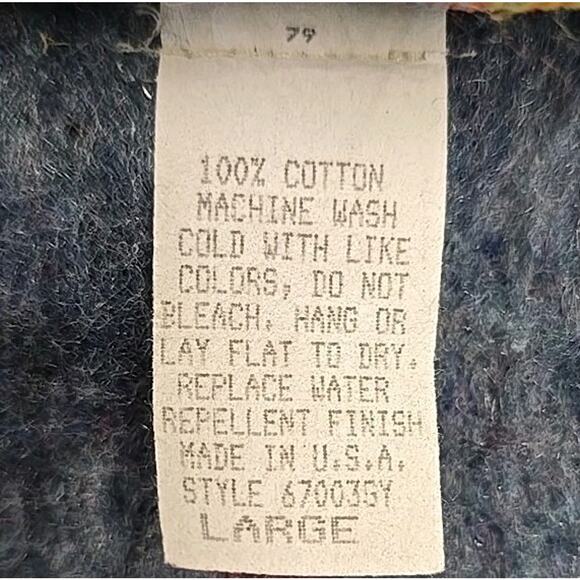 79
100% COTTON
MACHINE WASH
COLD WITH LIKE
COLORS, DO NOT
BLEACH. HANG OR
LAY FLAT TO DRY.
REPLACE WATER
REPELLENT FINISH
MADE IN U.S.A.
STYLE 67003GY
LARGE